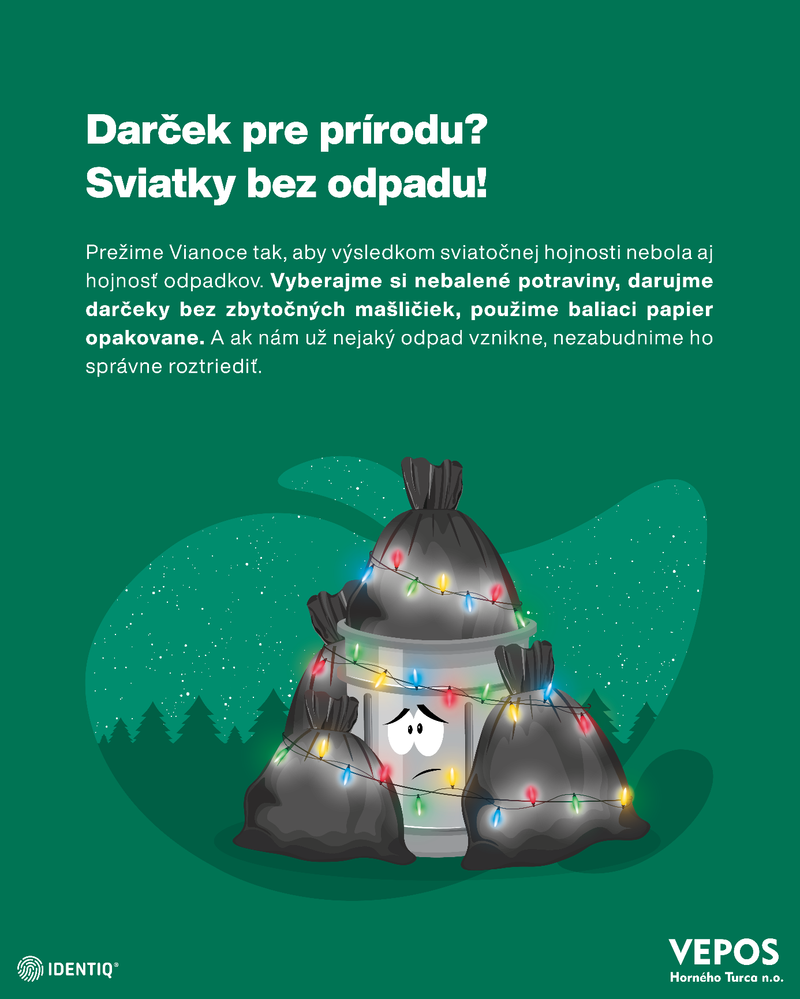 Darček pre prírodu?
Sviatky bez odpadu!
Prežime Vianoce tak, aby výsledkom sviatočnej hojnosti nebola aj
hojnosť odpadkov. Vyberajme si nebalené potraviny, darujme
darčeky bez zbytočných mašličiek, použime baliaci papier
opakovane. A ak nám už nejaký odpad vznikne, nezabudnime ho
správne roztriediť.
IDENTIQ®
VEPOS
Horného Turca n.o.